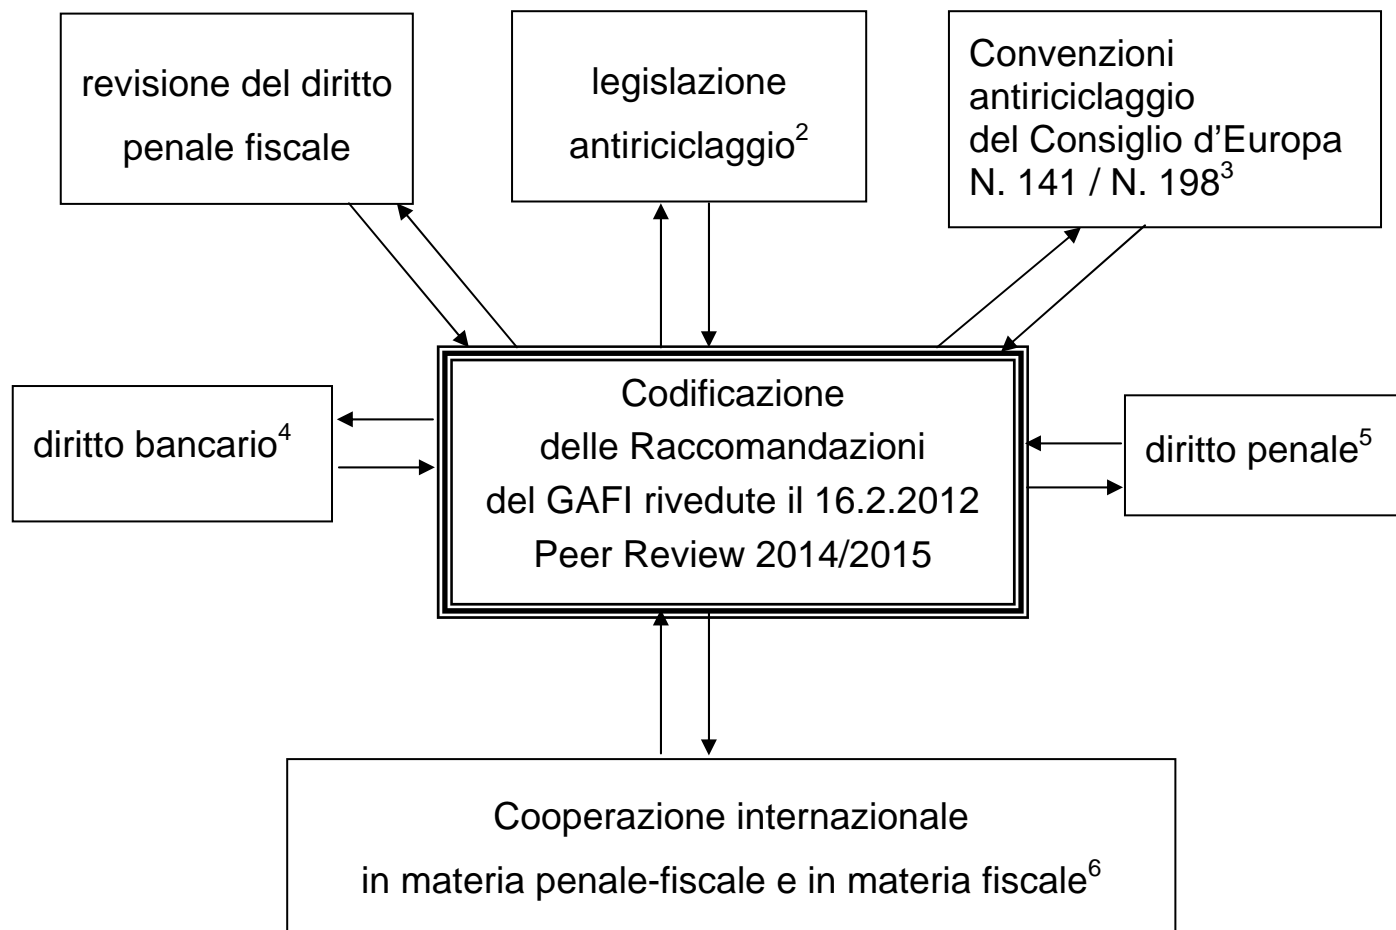 revisione del diritto
penale fiscale
legislazione
antiriciclaggio²
Convenzioni
antiriciclaggio
del Consiglio d’Europa
N. 141 / N. 198³
diritto bancario⁴
Codificazione
delle Raccomandazioni
del GAFI rivedute il 16.2.2012
Peer Review 2014/2015
diritto penale⁵
Cooperazione internazionale
in materia penale-fiscale e in materia fiscale⁶